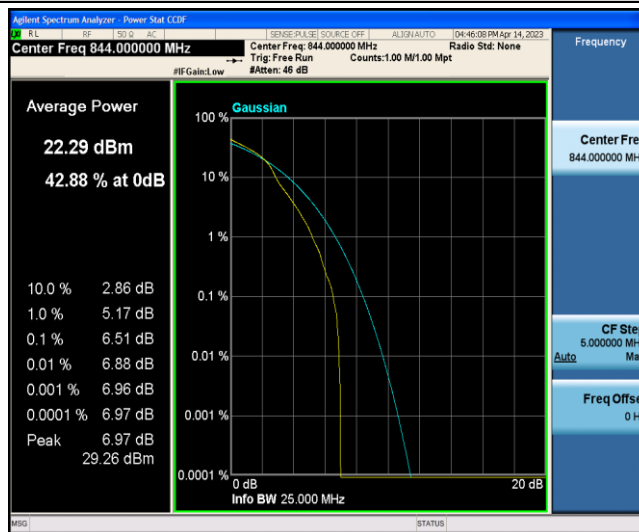 Agilent Spectrum Analyzer - Power Stat CCDF
RL RF 50 Ω AC SENSE:PULSE SOURCE OFF ALIGNAUTO 04:46:08 PM Apr 14, 2023
Center Freq 844.000000 MHz
Center Freq: 844.000000 MHz Radio Std: None
Trig: Free Run Counts:1.00 M/1.00 Mpt
#IFGain:Low #Atten: 46 dB
Frequency
Average Power
22.29 dBm
42.88 % at 0dB
10.0 % 2.86 dB
1.0 % 5.17 dB
0.1 % 6.51 dB
0.01 % 6.88 dB
0.001 % 6.96 dB
0.0001 % 6.97 dB
Peak 6.97 dB
29.26 dBm
Gaussian
100 %
10 %
1 %
0.1 %
0.01 %
0.001 %
0.0001 %
0 dB 20 dB
Info BW 25.000 MHz
Center Fre
844.000000 MH
CF Ste
5.000000 MH
Auto Ma
Freq Offse
0 H
MSG STATUS